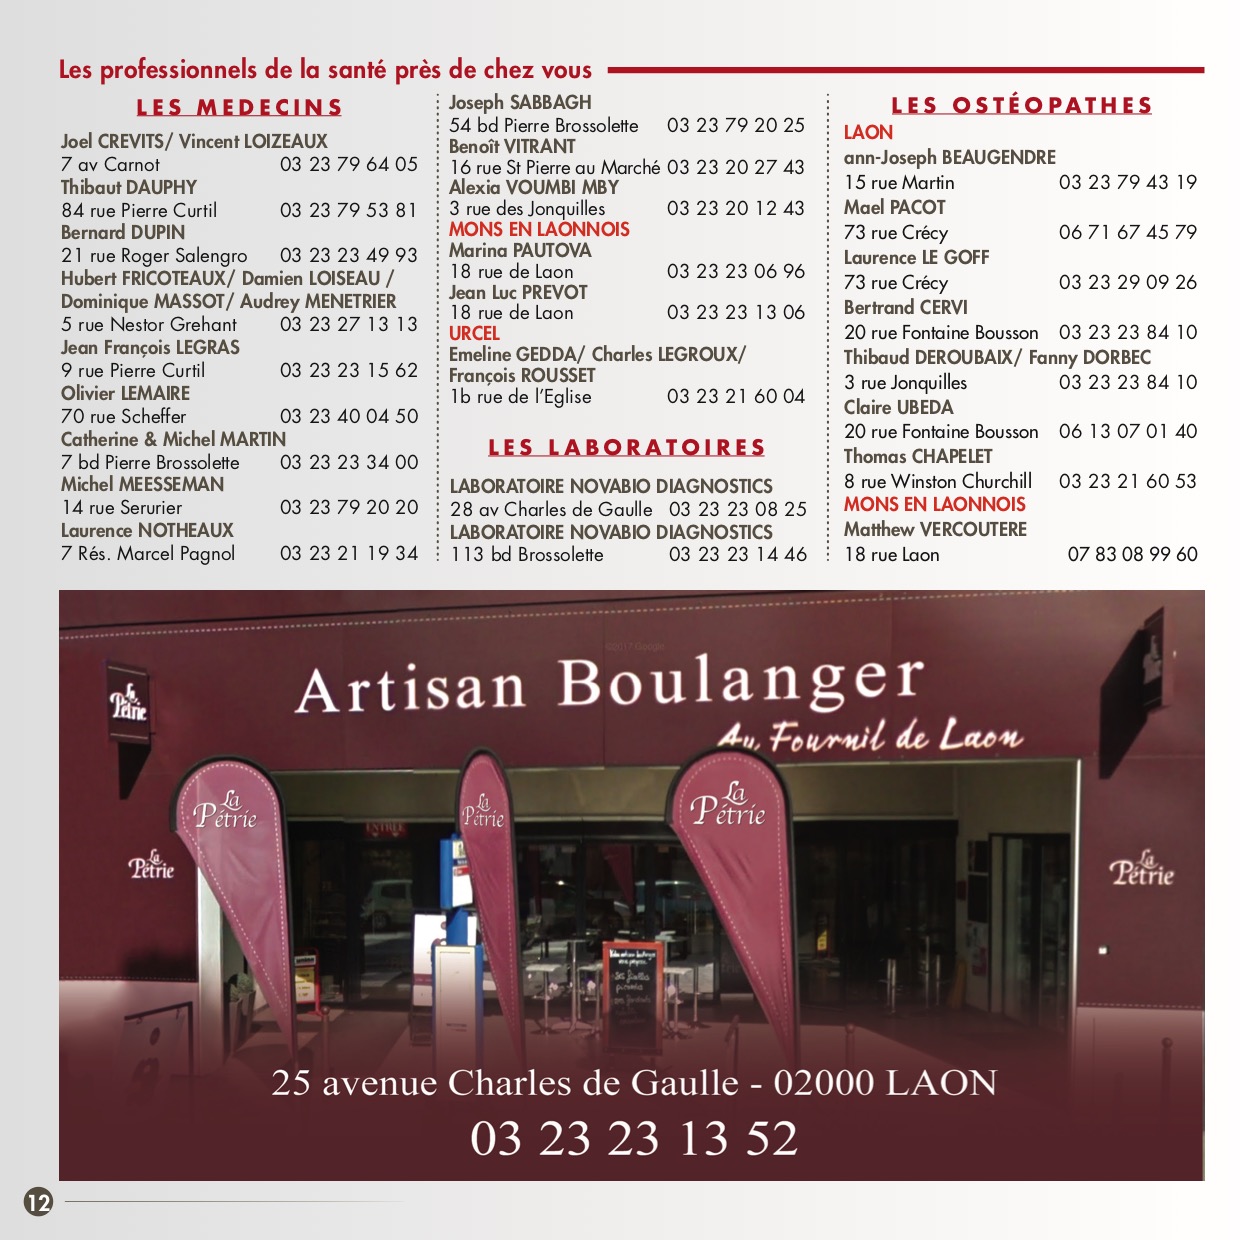 Les professionnels de la santé près de chez vous
LES MEDECINS
Joel CREVITS/ Vincent LOIZEAUX
7 av Carnot 03 23 79 64 05
Thibaut DAUPHY
84 rue Pierre Curtil 03 23 79 53 81
Bernard DUPIN
21 rue Roger Salengro 03 23 23 49 93
Hubert FRICOTEAUX/ Damien LOISEAU /
Dominique MASSOT/ Audrey MENETRIER
5 rue Nestor Grehant 03 23 27 13 13
Jean François LEGRAS
9 rue Pierre Curtil 03 23 23 15 62
Olivier LEMAIRE
70 rue Scheffer 03 23 40 04 50
Catherine & Michel MARTIN
7 bd Pierre Brossolette 03 23 23 34 00
Michel MEESSEMAN
14 rue Serurier 03 23 79 20 20
Laurence NOTHEAUX
7 Rés. Marcel Pagnol 03 23 21 19 34
Joseph SABBAGH
54 bd Pierre Brossolette 03 23 79 20 25
Benoît VITRANT
16 rue St Pierre au Marché 03 23 20 27 43
Alexia VOUMBI MBY
3 rue des Jonquilles 03 23 20 12 43
MONS EN LAONNOIS
Marina PAUTOVA
18 rue de Laon 03 23 23 06 96
Jean Luc PREVOT
18 rue de Laon 03 23 23 13 06
URCEL
Emeline GEDDA/ Charles LEGROUX/
François ROUSSET
1b rue de l'Eglise 03 23 21 60 04
LES LABORATOIRES
LABORATOIRE NOVABIO DIAGNOSTICS
28 av Charles de Gaulle 03 23 23 08 25
LABORATOIRE NOVABIO DIAGNOSTICS
113 bd Brossolette 03 23 23 14 46
LES OSTÉOPATHES
LAON
ann-Joseph BEAUGENDRE
15 rue Martin 03 23 79 43 19
Mael PACOT
73 rue Crécy 06 71 67 45 79
Laurence LE GOFF
73 rue Crécy 03 23 29 09 26
Bertrand CERVI
20 rue Fontaine Bousson 03 23 23 84 10
Thibaud DEROUBAIX/ Fanny DORBEC
3 rue Jonquilles 03 23 23 84 10
Claire UBEDA
20 rue Fontaine Bousson 06 13 07 01 40
Thomas CHAPELET
8 rue Winston Churchill 03 23 21 60 53
MONS EN LAONNOIS
Matthew VERCOUTERE
18 rue Laon 07 83 08 99 60
©2017 Google
Artisan Boulanger
Au Fournil de Laon
La Pétrie
La Pétrie
La Pétrie
La Pétrie
La Pétrie
La Pétrie
ENTRÉE
25 avenue Charles de Gaulle - 02000 LAON
03 23 23 13 52
12